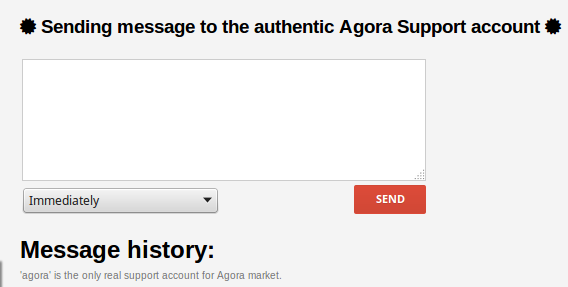 ✹ Sending message to the authentic Agora Support account ✹
Immediately
SEND
Message history:
'agora' is the only real support account for Agora market.